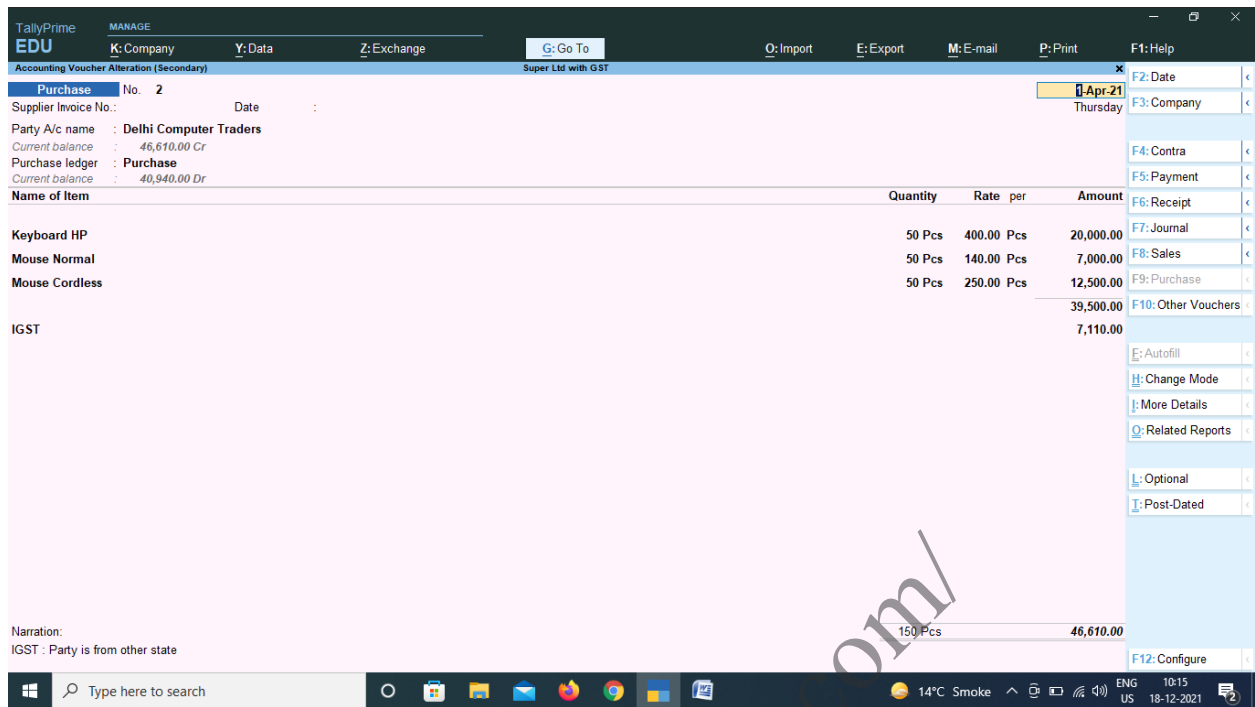 TallyPrime MANAGE
EDU K: Company Y: Data Z: Exchange G: Go To O: Import E: Export M: E-mail P: Print F1: Help
Accounting Voucher Alteration (Secondary) Super Ltd with GST
Purchase No. 2 1-Apr-21
Supplier Invoice No.: Date : Thursday
Party A/c name : Delhi Computer Traders
Current balance : 46,610.00 Cr
Purchase ledger : Purchase
Current balance : 40,940.00 Dr
Name of Item Quantity Rate per Amount
Keyboard HP 50 Pcs 400.00 Pcs 20,000.00
Mouse Normal 50 Pcs 140.00 Pcs 7,000.00
Mouse Cordless 50 Pcs 250.00 Pcs 12,500.00
39,500.00
IGST 7,110.00
Narration: 150 Pcs 46,610.00
IGST : Party is from other state
F2: Date
F3: Company
F4: Contra
F5: Payment
F6: Receipt
F7: Journal
F8: Sales
F9: Purchase
F10: Other Vouchers
F: Autofill
H: Change Mode
I: More Details
O: Related Reports
L: Optional
T: Post-Dated
F12: Configure
om/
Type here to search 14°C Smoke ENG 10:15
US 18-12-2021 2